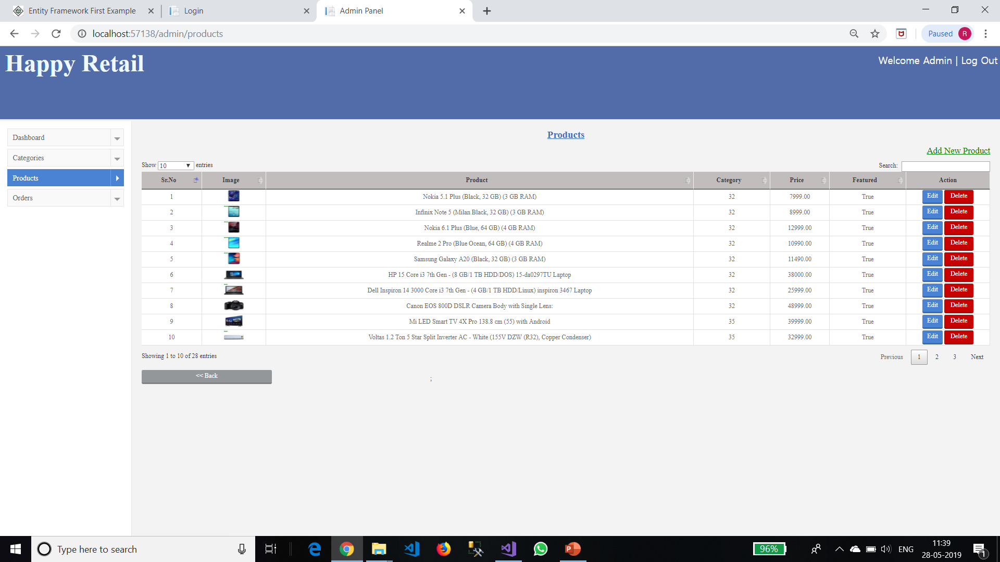 Entity Framework First Example
Login
Admin Panel
localhost:57138/admin/products
Paused R
Happy Retail
Welcome Admin | Log Out
Dashboard
Categories
Products
Orders
Products
Add New Product
Show 10 entries
Search:
Sr.No Image Product Category Price Featured Action
1 Nokia 5.1 Plus (Black, 32 GB) (3 GB RAM) 32 7999.00 True Edit Delete
2 Infinix Note 5 (Milan Black, 32 GB) (3 GB RAM) 32 8999.00 True Edit Delete
3 Nokia 6.1 Plus (Blue, 64 GB) (4 GB RAM) 32 12999.00 True Edit Delete
4 Realme 2 Pro (Blue Ocean, 64 GB) (4 GB RAM) 32 10990.00 True Edit Delete
5 Samsung Galaxy A20 (Black, 32 GB) (3 GB RAM) 32 11490.00 True Edit Delete
6 HP 15 Core i3 7th Gen - (8 GB/1 TB HDD/DOS) 15-da0297TU Laptop 32 38000.00 True Edit Delete
7 Dell Inspiron 14 3000 Core i3 7th Gen - (4 GB/1 TB HDD/Linux) inspiron 3467 Laptop 32 25999.00 True Edit Delete
8 Canon EOS 800D DSLR Camera Body with Single Lens: 32 48999.00 True Edit Delete
9 Mi LED Smart TV 4X Pro 138.8 cm (55) with Android 35 39999.00 True Edit Delete
10 Voltas 1.2 Ton 5 Star Split Inverter AC - White (155V DZW (R32), Copper Condenser) 35 32999.00 True Edit Delete
Showing 1 to 10 of 28 entries
Previous 1 2 3 Next
<< Back
;
Type here to search
96%
ENG
11:39
28-05-2019
1